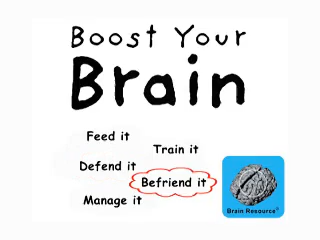 Boost Your
Brain
Feed it
Train it
Defend it
Befriend it
Manage it
Brain Resource®